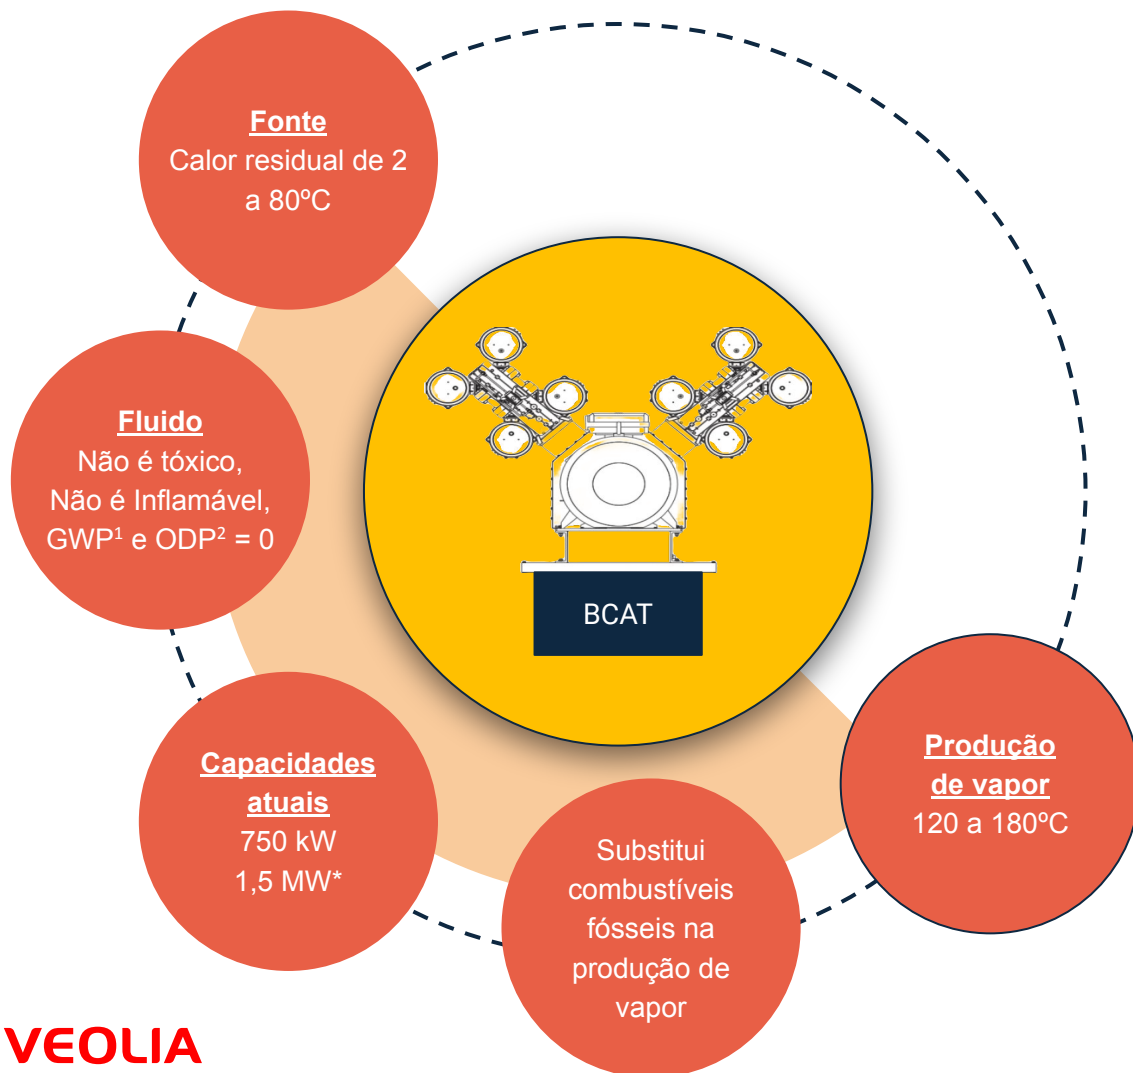 Fonte
Calor residual de 2
a 80ºC
Fluido
Não é tóxico,
Não é Inflamável,
GWP¹ e ODP² = 0
BCAT
Capacidades
atuais
750 kW
1,5 MW*
Produção
de vapor
120 a 180ºC
Substitui
combustíveis
fósseis na
produção de
vapor
VEOLIA